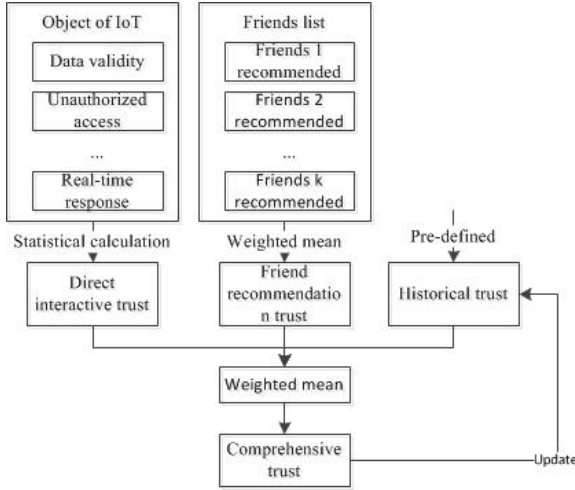 Object of IoT
Data validity
Unauthorized
access
...
Real-time
response
Friends list
Friends 1
recommended
Friends 2
recommended
...
Friends k
recommended
Statistical calculation
Weighted mean
Pre-defined
Direct
interactive trust
Friend
recommendatio
n trust
Historical trust
Weighted mean
Comprehensive
trust
Update